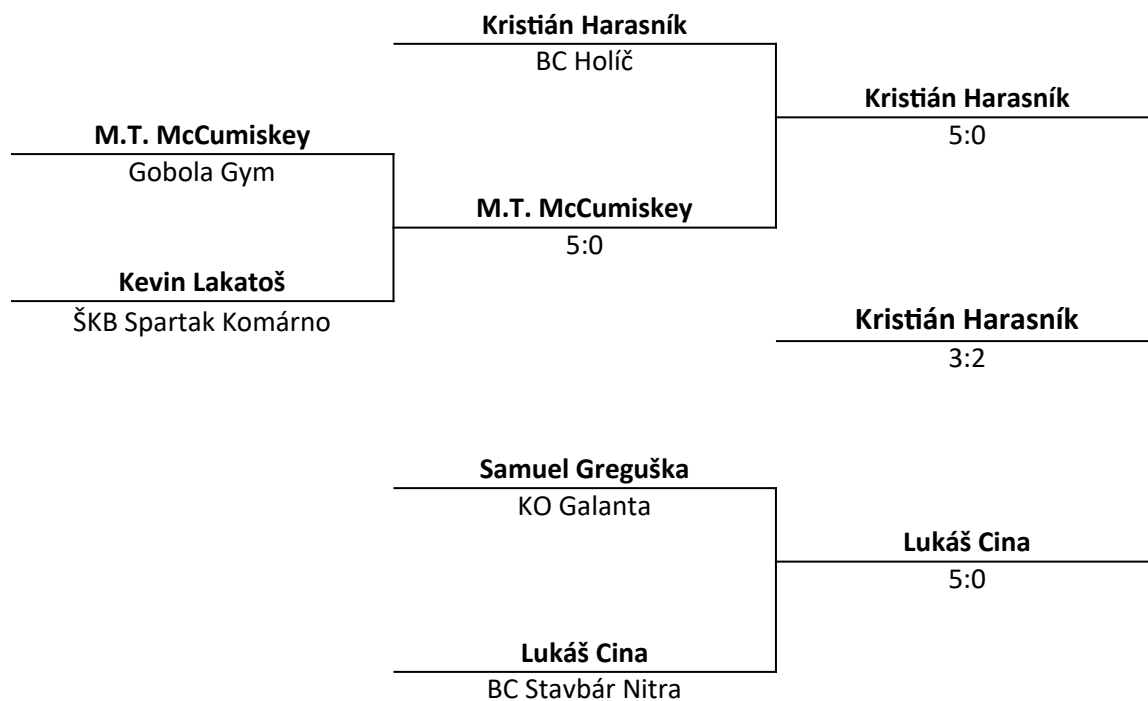 Kristián Harasník
BC Holíč
Kristián Harasník
5:0
M.T. McCumiskey
Gobola Gym
M.T. McCumiskey
5:0
Kevin Lakatoš
ŠKB Spartak Komárno
Kristián Harasník
3:2
Samuel Greguška
KO Galanta
Lukáš Cina
5:0
Lukáš Cina
BC Stavbár Nitra